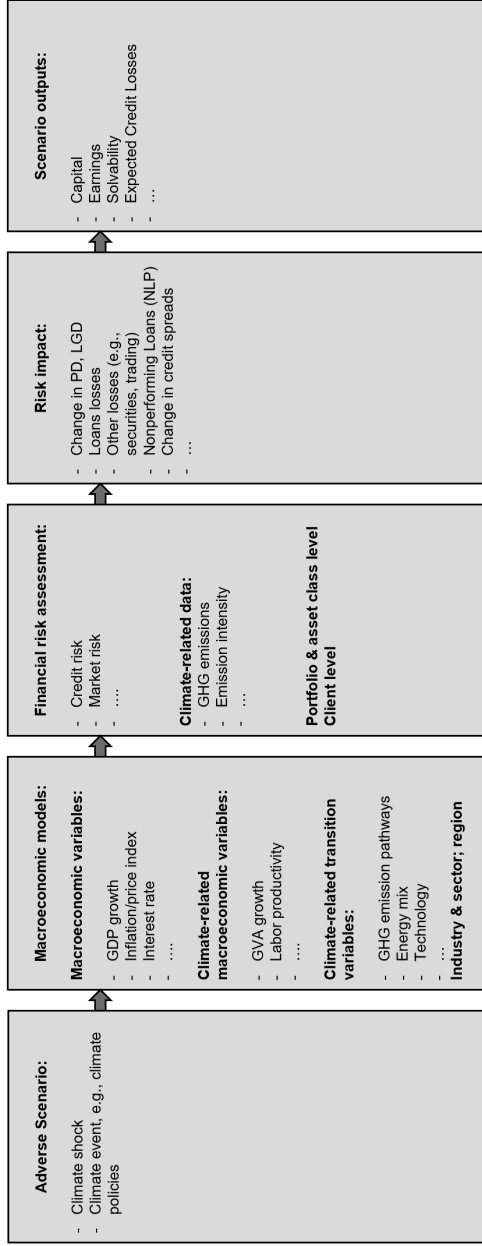 Adverse Scenario:
- Climate shock
- Climate event, e.g., climate
policies
Macroeconomic models:
Macroeconomic variables:
- GDP growth
- Inflation/price index
- Interest rate
- ....
Climate-related
macroeconomic variables:
- GVA growth
- Labor productivity
- ....
Climate-related transition
variables:
- GHG emission pathways
- Energy mix
- Technology
- ...
Industry & sector; region
Financial risk assessment:
- Credit risk
- Market risk
- ....
Climate-related data:
- GHG emissions
- Emission intensity
- ...
Portfolio & asset class level
Client level
Risk impact:
- Change in PD, LGD
- Loans losses
- Other losses (e.g.,
securities, trading)
- Nonperforming Loans (NLP)
- Change in credit spreads
- ...
Scenario outputs:
- Capital
- Earnings
- Solvability
- Expected Credit Losses
- ...